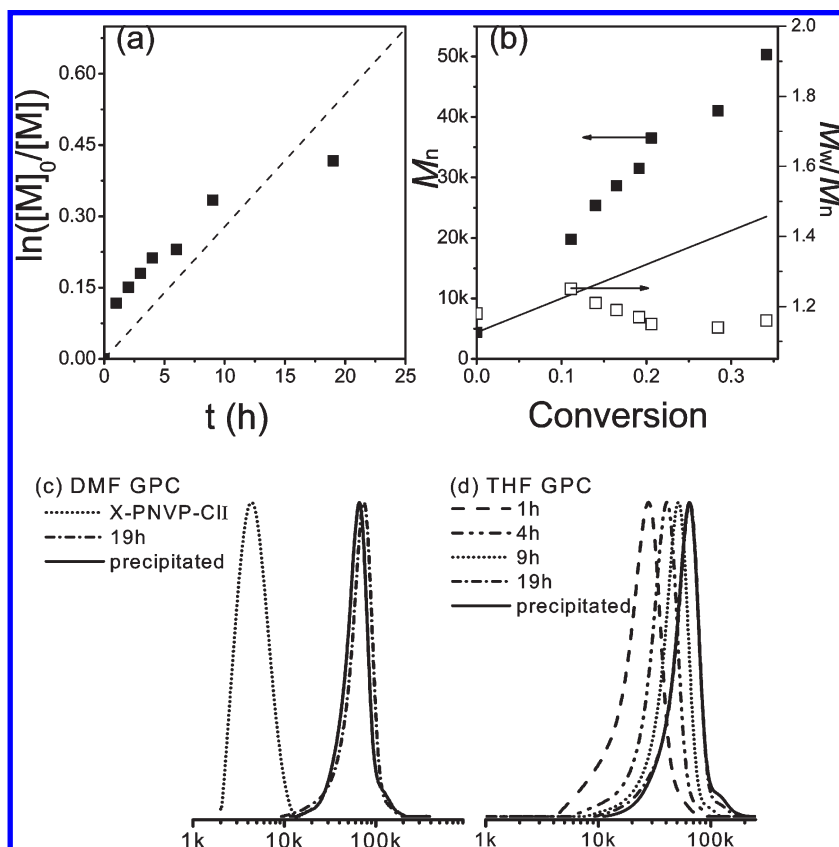 (a)
ln([M]₀/[M])
0.60
0.45
0.30
0.15
0.00
0 5 10 15 20 25
t (h)
(b)
Mn
50k
40k
30k
20k
10k
0
0.0 0.1 0.2 0.3
Conversion
2.0
1.8
1.6
1.4
1.2
Mw/Mn
(c) DMF GPC
X-PNVP-ClI
19h
precipitated
1k 10k 100k
(d) THF GPC
1h
4h
9h
19h
precipitated
1k 10k 100k